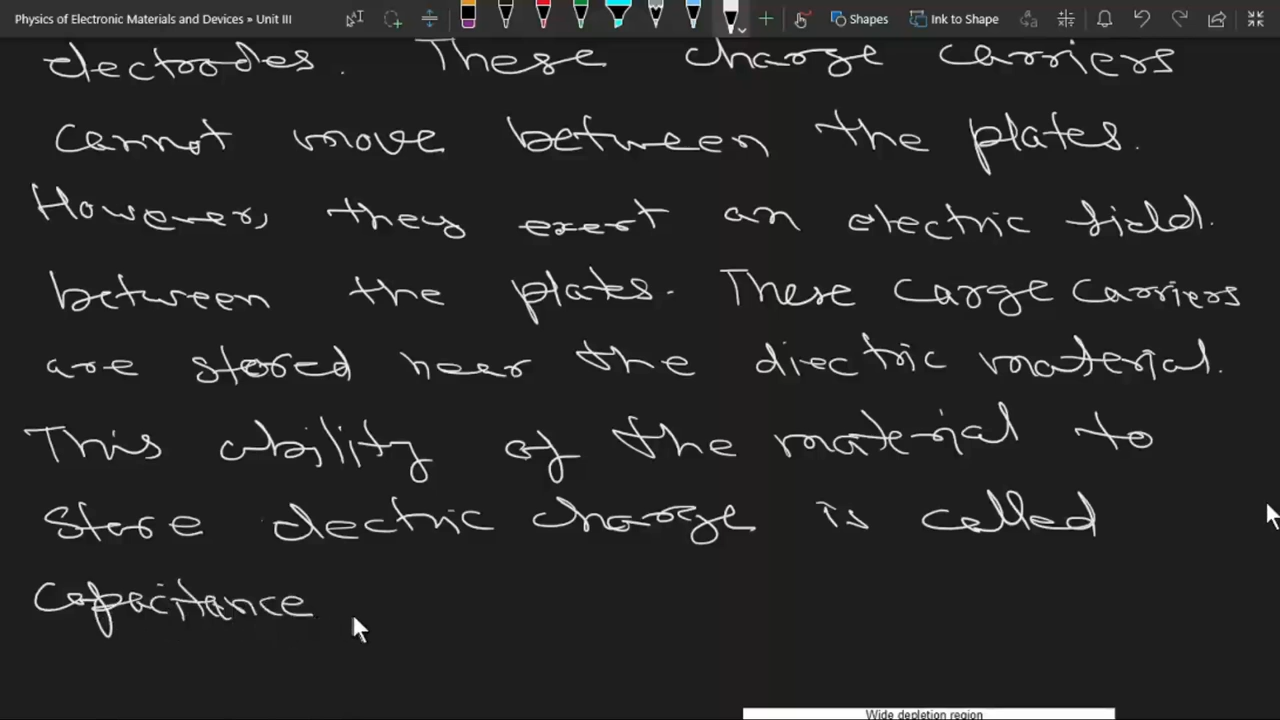 Physics of Electronic Materials and Devices » Unit III
Shapes
Ink to Shape
electrodes. These charge carriers
cannot move between the plates.
However, they exert an electric field.
between the plates. These carge carriers
are stored near the diectric material.
This ability of the material to
store electric charge is called
capacitance.
Wide depletion region